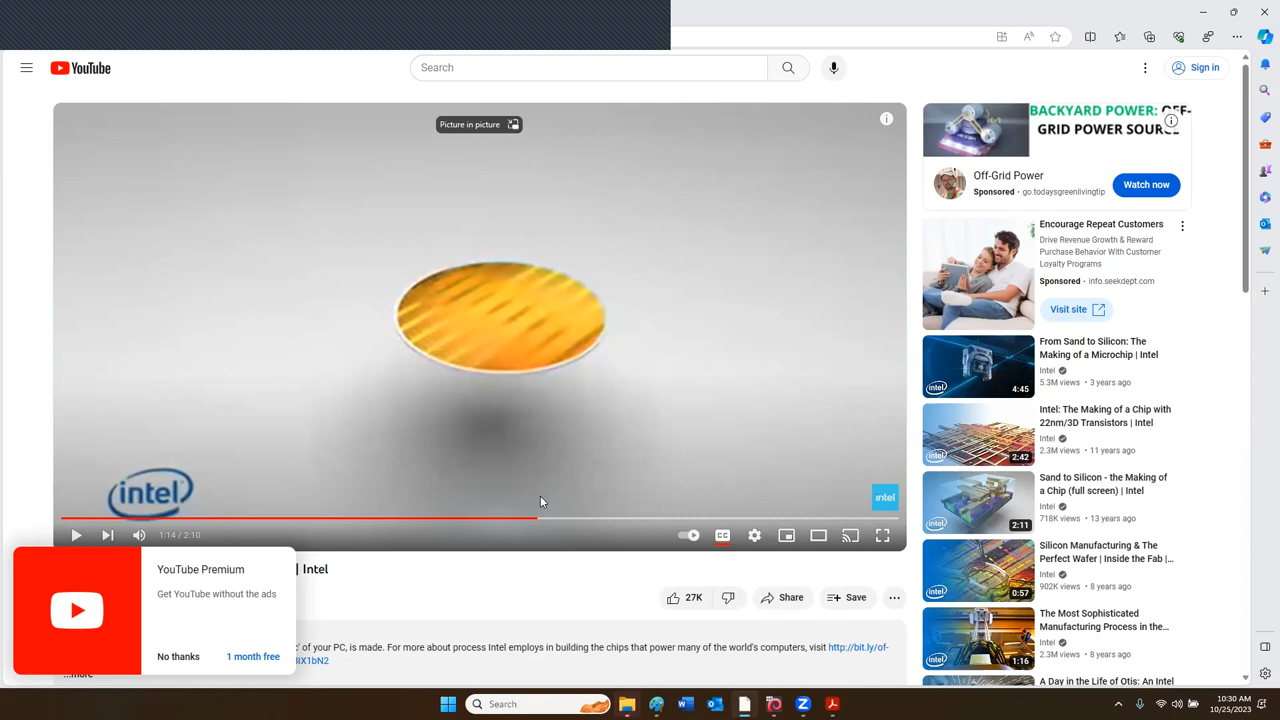 YouTube
Search
Sign in
Picture in picture
intel
intel
1:14 / 2:10
CC
BACKYARD POWER: OFF-
GRID POWER SOURCE
Off-Grid Power
Sponsored · go.todaysgreenlivingtip
Watch now
Encourage Repeat Customers
Drive Revenue Growth & Reward
Purchase Behavior With Customer
Loyalty Programs
Sponsored · info.seekdept.com
Visit site
From Sand to Silicon: The
Making of a Microchip | Intel
Intel
5.3M views • 3 years ago
intel
4:45
Intel: The Making of a Chip with
22nm/3D Transistors | Intel
Intel
2.3M views • 11 years ago
intel
2:42
Sand to Silicon - the Making of
a Chip (full screen) | Intel
Intel
718K views • 13 years ago
intel
2:11
Silicon Manufacturing & The
Perfect Wafer | Inside the Fab |...
Intel
902K views • 8 years ago
intel
0:57
The Most Sophisticated
Manufacturing Process in the...
Intel
2.3M views • 8 years ago
intel
1:16
A Day in the Life of Otis: An Intel
| Intel
27K
Share
Save
YouTube Premium
Get YouTube without the ads
No thanks
1 month free
of your PC, is made. For more about process Intel employs in building the chips that power many of the world's computers, visit http://bit.ly/of-
...more
Search
10:30 AM
10/25/2023